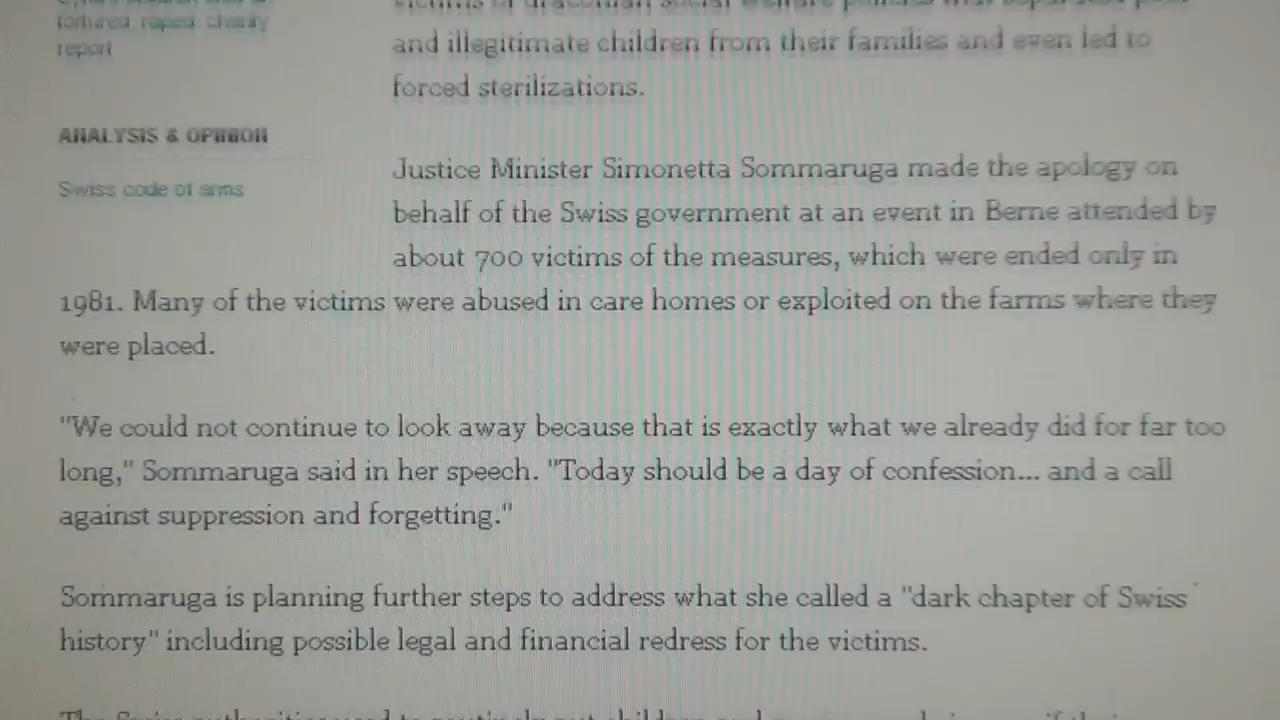 tortured, raped: charity
report
and illegitimate children from their families and even led to
forced sterilizations.
ANALYSIS & OPINION
Swiss code of arms
Justice Minister Simonetta Sommaruga made the apology on
behalf of the Swiss government at an event in Berne attended by
about 700 victims of the measures, which were ended only in
1981. Many of the victims were abused in care homes or exploited on the farms where they
were placed.
"We could not continue to look away because that is exactly what we already did for far too
long," Sommaruga said in her speech. "Today should be a day of confession... and a call
against suppression and forgetting."
Sommaruga is planning further steps to address what she called a "dark chapter of Swiss
history" including possible legal and financial redress for the victims.